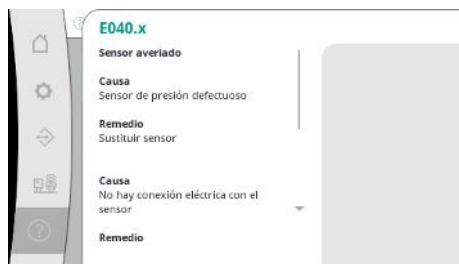 E040.x
Sensor averiado
Causa
Sensor de presión defectuoso
Remedio
Sustituir sensor
Causa
No hay conexión eléctrica con el
sensor
Remedio